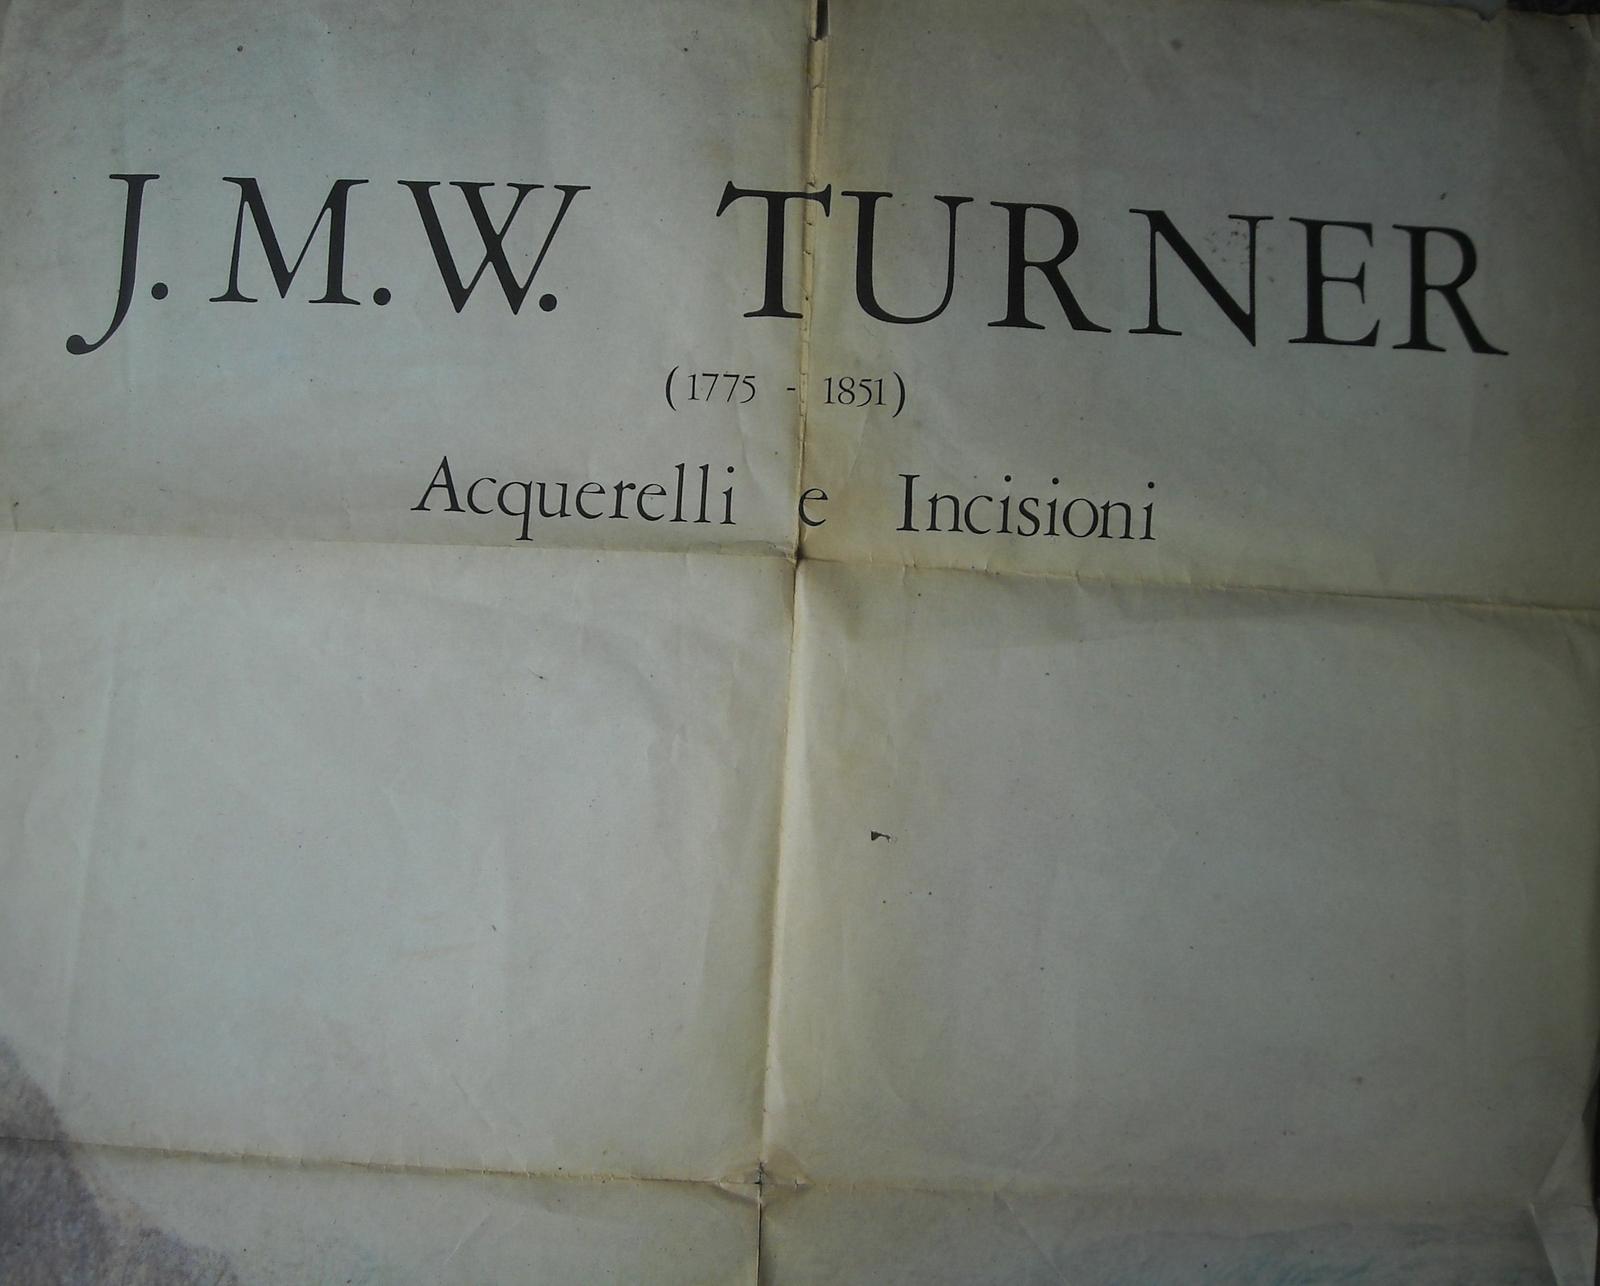 J. M. W. TURNER
(1775 - 1851)
Acquerelli e Incisioni